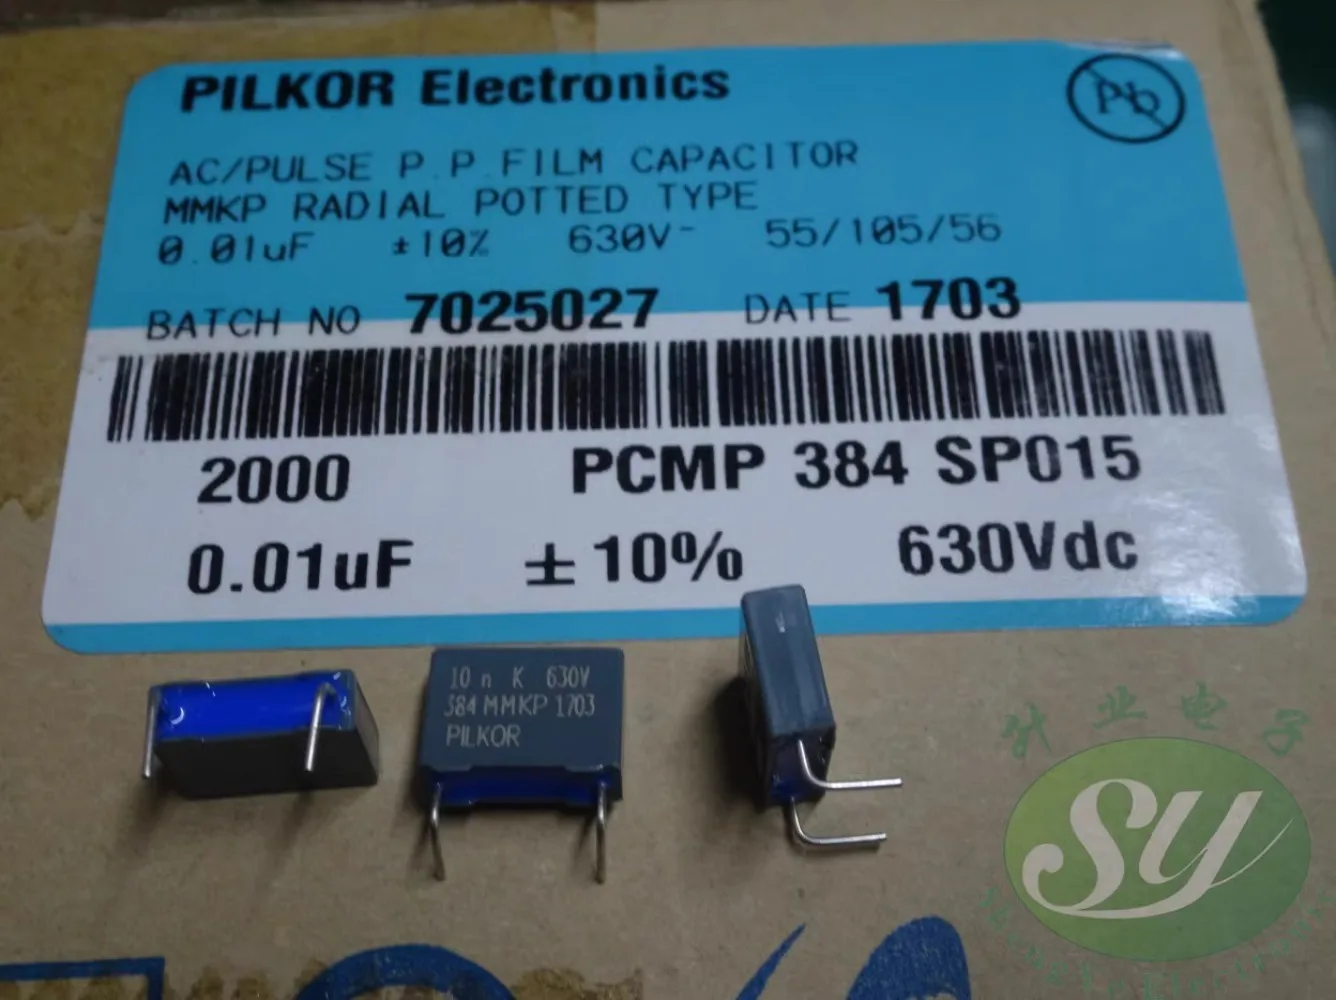 PILKOR Electronics
Pb
AC/PULSE P.P.FILM CAPACITOR
MMKP RADIAL POTTED TYPE
0.01uF ±10% 630V- 55/105/56
BATCH NO 7025027 DATE 1703
2000 PCMP 384 SP015
0.01uF ±10% 630Vdc
10 n K 630V
384 MMKP 1703
PILKOR
升业电子
SY